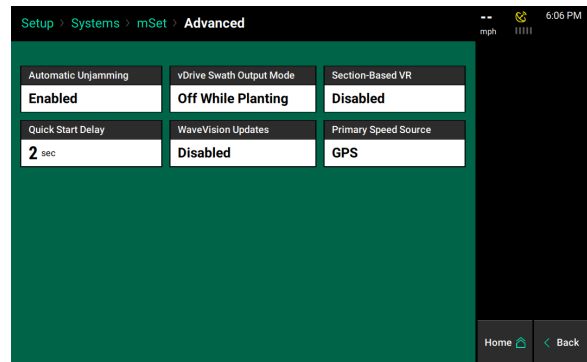 Setup > Systems > mSet > Advanced
-- 6:06 PM
mph
Automatic Unjamming vDrive Swath Output Mode Section-Based VR
Enabled Off While Planting Disabled
Quick Start Delay WaveVision Updates Primary Speed Source
2 sec Disabled GPS
Home < Back